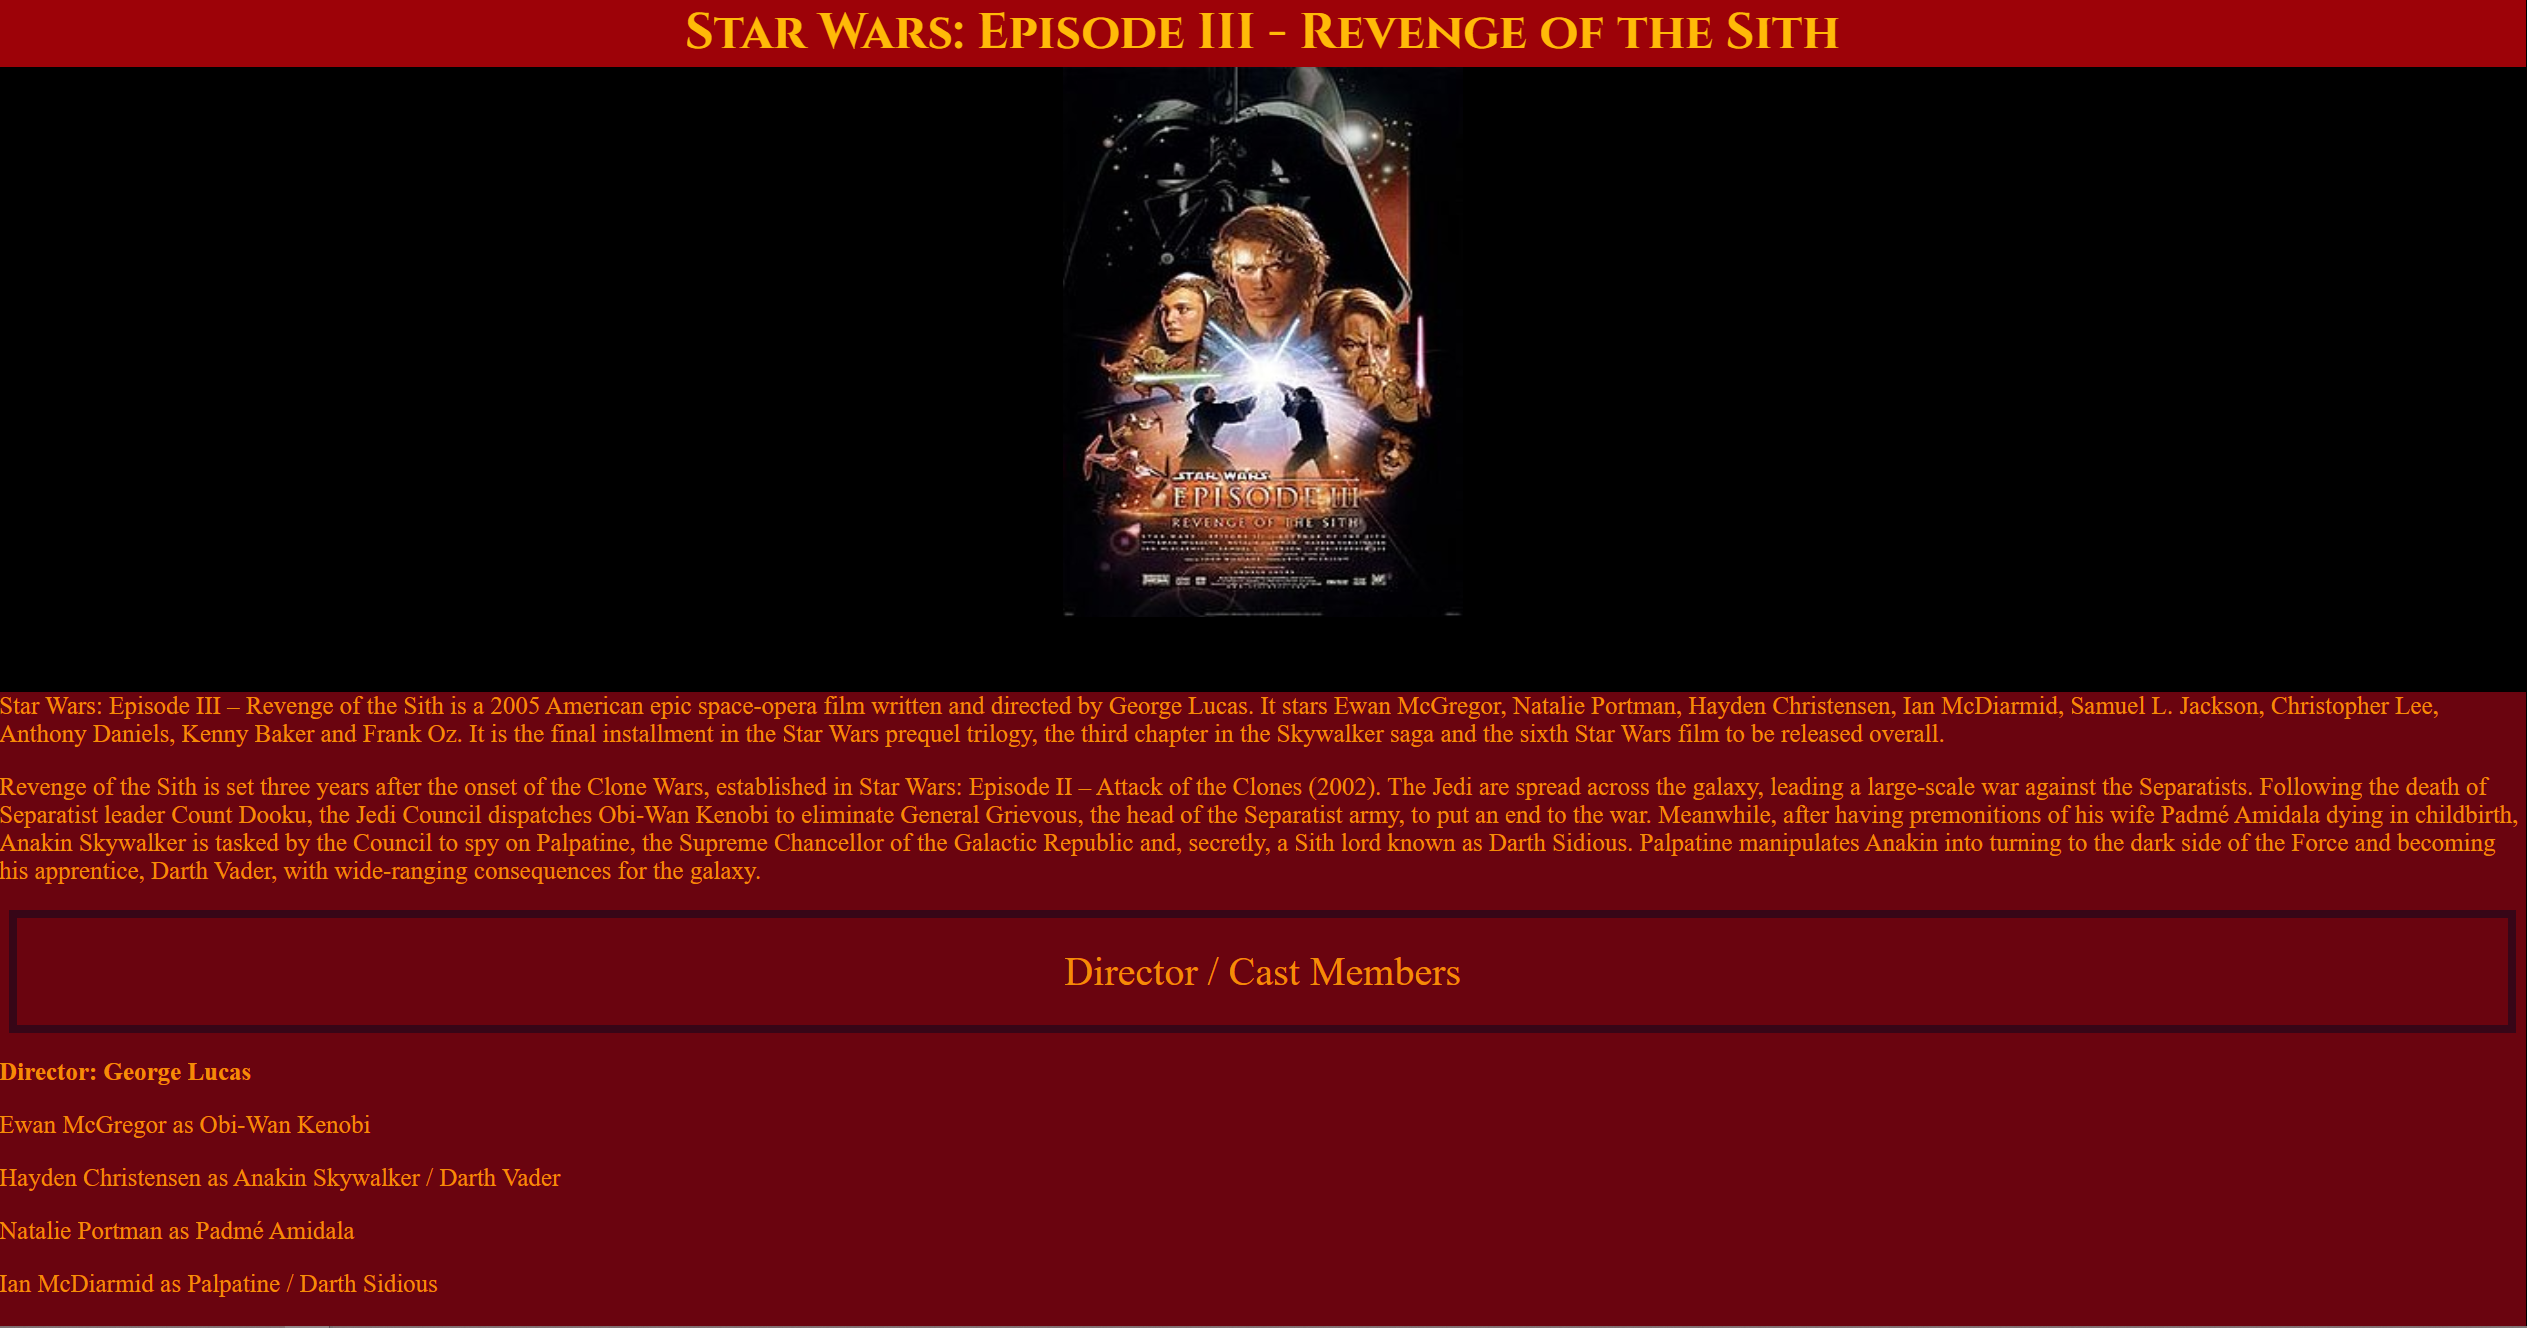 Star Wars: Episode III - Revenge of the Sith
STAR WARS
EPISODE III
REVENGE OF THE SITH
Star Wars: Episode III – Revenge of the Sith is a 2005 American epic space-opera film written and directed by George Lucas. It stars Ewan McGregor, Natalie Portman, Hayden Christensen, Ian McDiarmid, Samuel L. Jackson, Christopher Lee,
Anthony Daniels, Kenny Baker and Frank Oz. It is the final installment in the Star Wars prequel trilogy, the third chapter in the Skywalker saga and the sixth Star Wars film to be released overall.
Revenge of the Sith is set three years after the onset of the Clone Wars, established in Star Wars: Episode II – Attack of the Clones (2002). The Jedi are spread across the galaxy, leading a large-scale war against the Separatists. Following the death of
Separatist leader Count Dooku, the Jedi Council dispatches Obi-Wan Kenobi to eliminate General Grievous, the head of the Separatist army, to put an end to the war. Meanwhile, after having premonitions of his wife Padmé Amidala dying in childbirth,
Anakin Skywalker is tasked by the Council to spy on Palpatine, the Supreme Chancellor of the Galactic Republic and, secretly, a Sith lord known as Darth Sidious. Palpatine manipulates Anakin into turning to the dark side of the Force and becoming
his apprentice, Darth Vader, with wide-ranging consequences for the galaxy.
Director / Cast Members
Director: George Lucas
Ewan McGregor as Obi-Wan Kenobi
Hayden Christensen as Anakin Skywalker / Darth Vader
Natalie Portman as Padmé Amidala
Ian McDiarmid as Palpatine / Darth Sidious